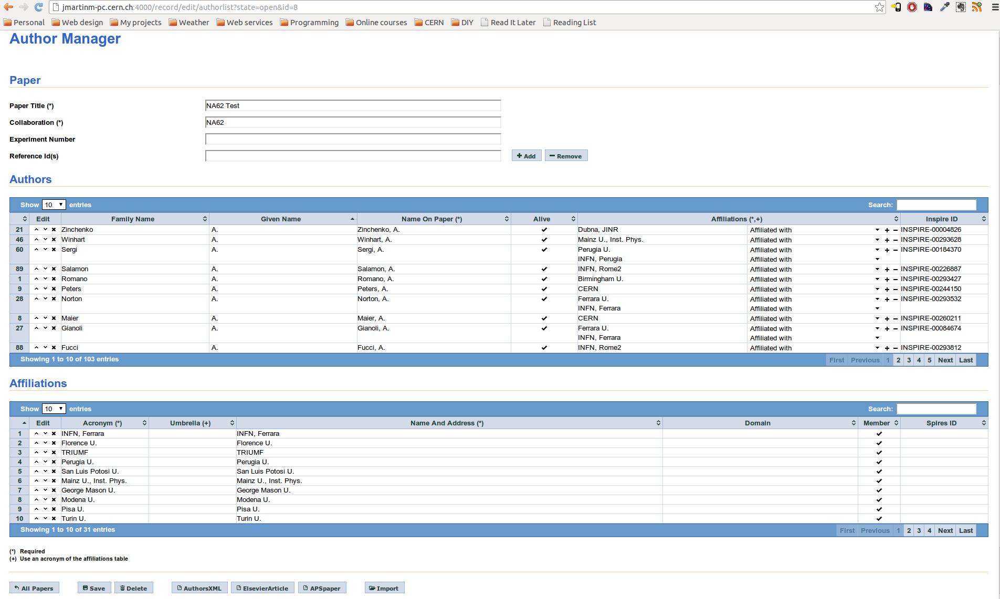 jmartinm-pc.cern.ch:4000/record/edit/authorlist?state=open&id=8
Personal Web design My projects Weather Web services Programming Online courses CERN DIY Read It Later Reading List
Author Manager
Paper
Paper Title (*) NA62 Test
Collaboration (*) NA62
Experiment Number
Reference Id(s) Add Remove
Authors
Show 10 entries Search:
Edit Family Name Given Name Name On Paper (*) Alive Affiliations (*,+) Inspire ID
21 Zinchenko A. Zinchenko, A. Dubna, JINR Affiliated with INSPIRE-00004826
46 Winhart A. Winhart, A. Mainz U., Inst. Phys. Affiliated with INSPIRE-00293628
60 Sergi A. Sergi, A. Perugia U. Affiliated with INSPIRE-00184370
INFN, Perugia Affiliated with
89 Salamon A. Salamon, A. INFN, Rome2 Affiliated with INSPIRE-00226887
1 Romano A. Romano, A. Birmingham U. Affiliated with INSPIRE-00293427
9 Peters A. Peters, A. CERN Affiliated with INSPIRE-00244150
28 Norton A. Norton, A. Ferrara U. Affiliated with INSPIRE-00293532
INFN, Ferrara Affiliated with
8 Maier A. Maier, A. CERN Affiliated with INSPIRE-00260211
27 Gianoli A. Gianoli, A. Ferrara U. Affiliated with INSPIRE-00084674
INFN, Ferrara Affiliated with
88 Fucci A. Fucci, A. INFN, Rome2 Affiliated with INSPIRE-00293812
Showing 1 to 10 of 103 entries First Previous 1 2 3 4 5 Next Last
Affiliations
Show 10 entries Search:
Edit Acronym (*) Umbrella (+) Name And Address (*) Domain Member Spires ID
1 INFN, Ferrara INFN, Ferrara
2 Florence U. Florence U.
3 TRIUMF TRIUMF
4 Perugia U. Perugia U.
5 San Luis Potosi U. San Luis Potosi U.
6 Mainz U., Inst. Phys. Mainz U., Inst. Phys.
7 George Mason U. George Mason U.
8 Modena U. Modena U.
9 Pisa U. Pisa U.
10 Turin U. Turin U.
Showing 1 to 10 of 31 entries First Previous 1 2 3 4 Next Last
(*) Required
(+) Use an acronym of the affiliations table
All Papers Save Delete AuthorsXML ElsevierArticle APSpaper Import